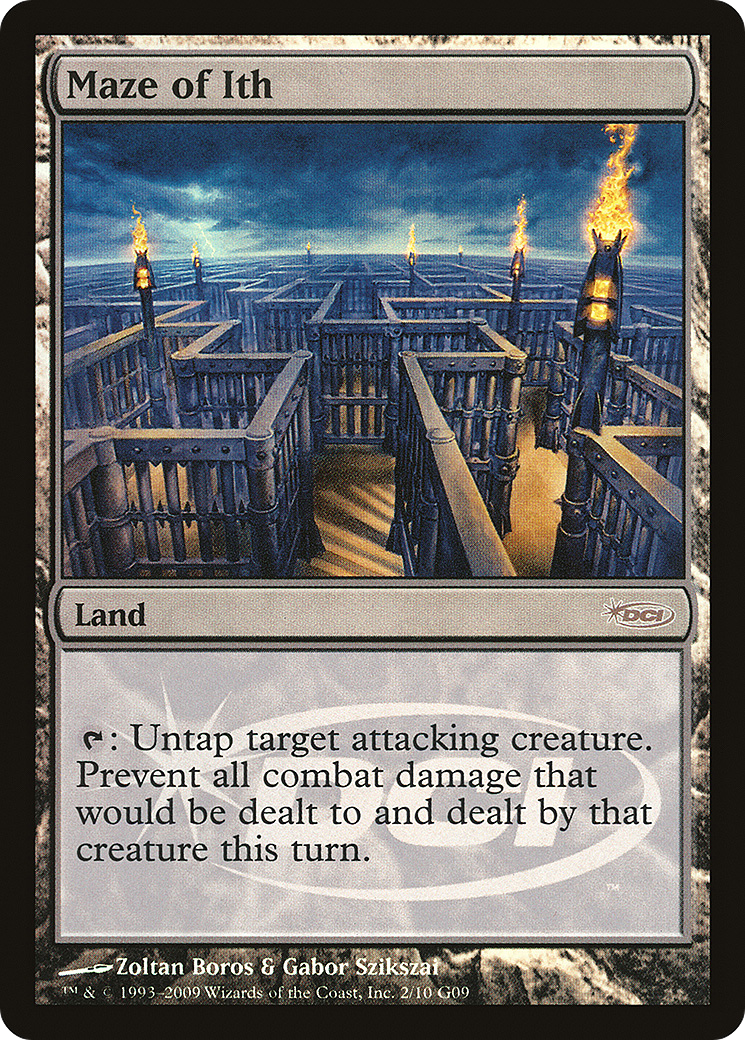 Maze of Ith
Land
DCI
: Untap target attacking creature.
Prevent all combat damage that
would be dealt to and dealt by that
creature this turn.
DCI
™
Zoltan Boros & Gabor Szikszai
™ & © 1993–2009 Wizards of the Coast, Inc. 2/10 G09